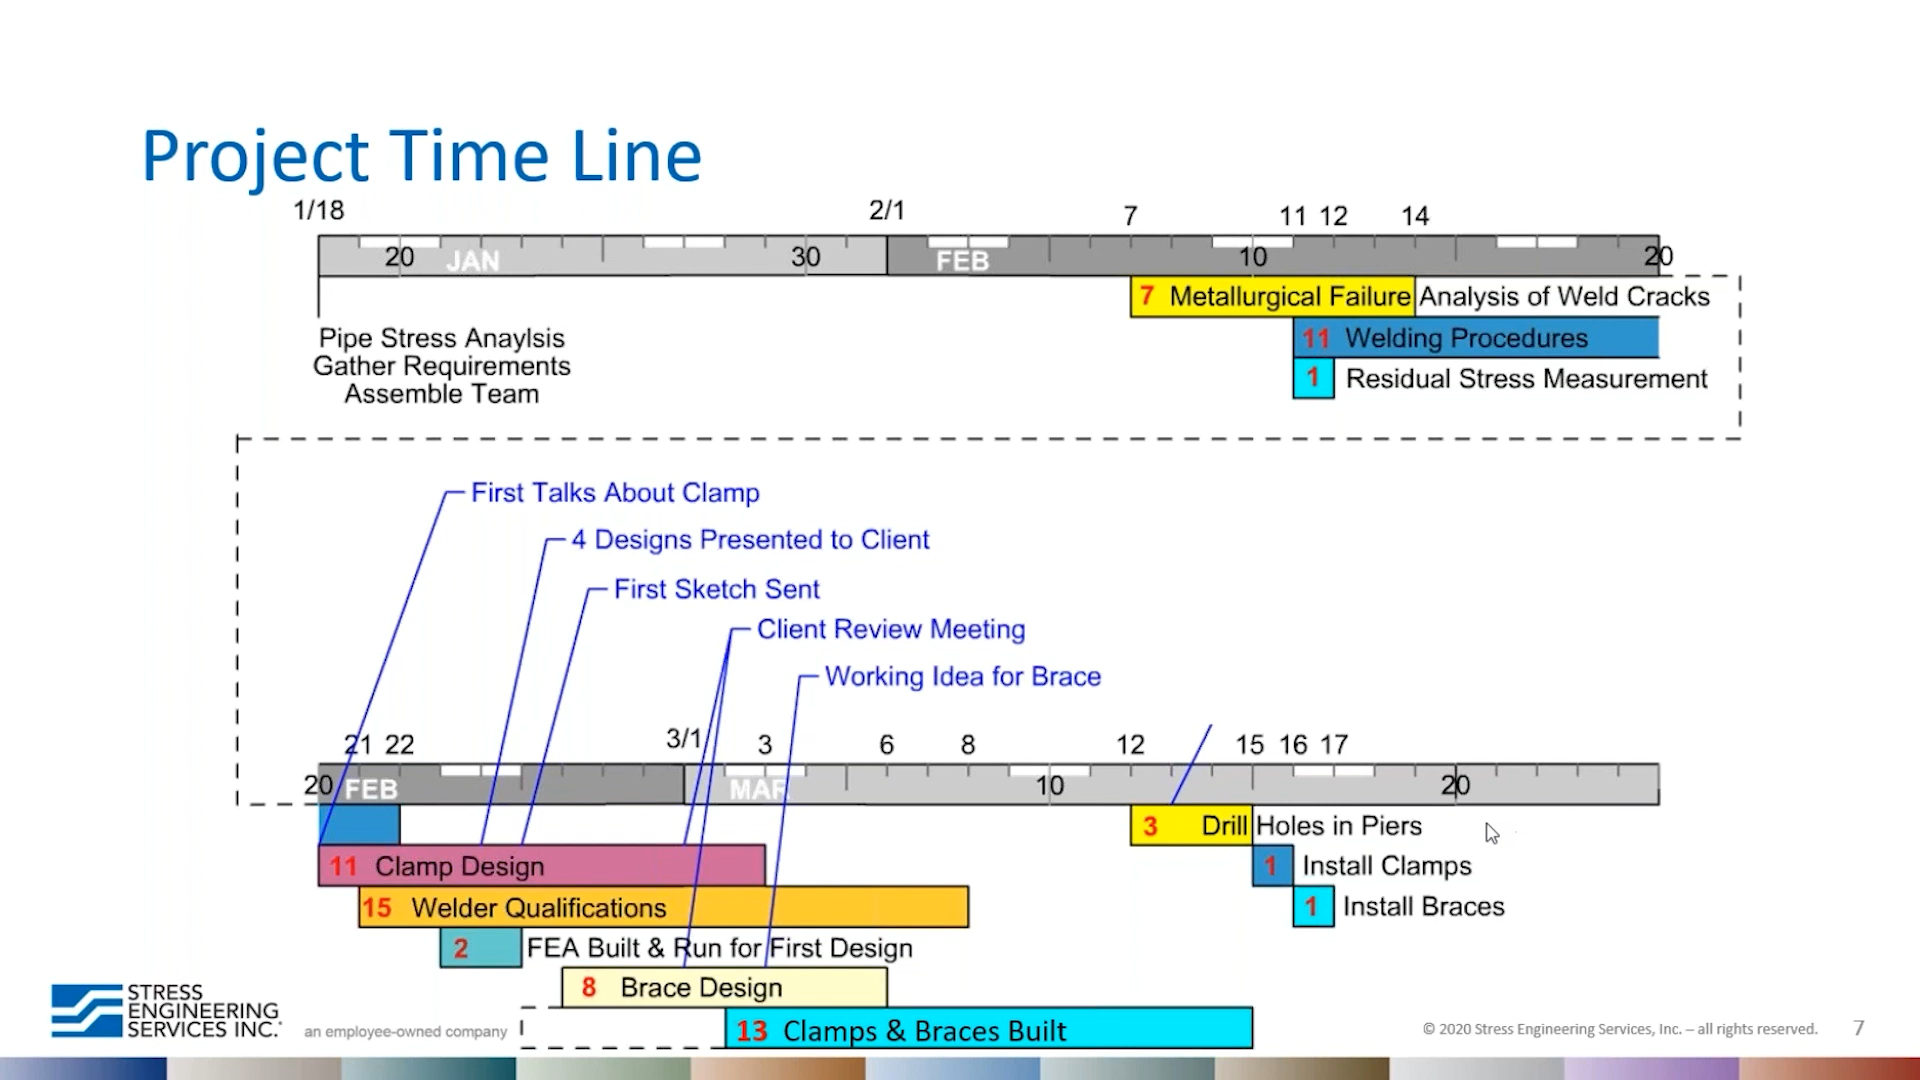 Project Time Line
1/18 2/1 7 11 12 14
20 JAN 30 FEB 10 20
7 Metallurgical Failure Analysis of Weld Cracks
11 Welding Procedures
1 Residual Stress Measurement
Pipe Stress Anaylsis
Gather Requirements
Assemble Team
First Talks About Clamp
4 Designs Presented to Client
First Sketch Sent
Client Review Meeting
Working Idea for Brace
21 22 3/1 3 6 8 12 15 16 17
20 FEB MAR 10 20
3 Drill Holes in Piers
11 Clamp Design
1 Install Clamps
15 Welder Qualifications
1 Install Braces
2 FEA Built & Run for First Design
8 Brace Design
13 Clamps & Braces Built
STRESS
ENGINEERING
SERVICES INC.
an employee-owned company
© 2020 Stress Engineering Services, Inc. – all rights reserved.
7